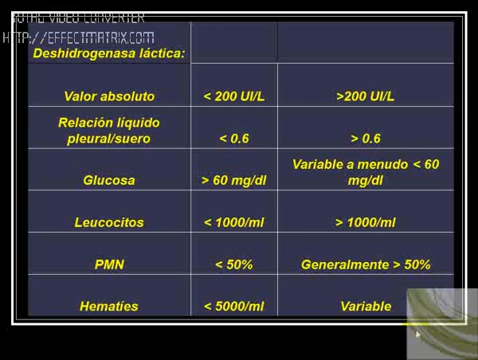 TOTAL VIDEO CONVERTER
HTTP://EFFECTMATRIX.COM
Deshidrogenasa láctica:
Valor absoluto < 200 UI/L >200 UI/L
Relación líquido
pleural/suero < 0.6 > 0.6
Variable a menudo < 60
Glucosa > 60 mg/dl mg/dl
Leucocitos < 1000/ml > 1000/ml
PMN < 50% Generalmente > 50%
Hematíes < 5000/ml Variable